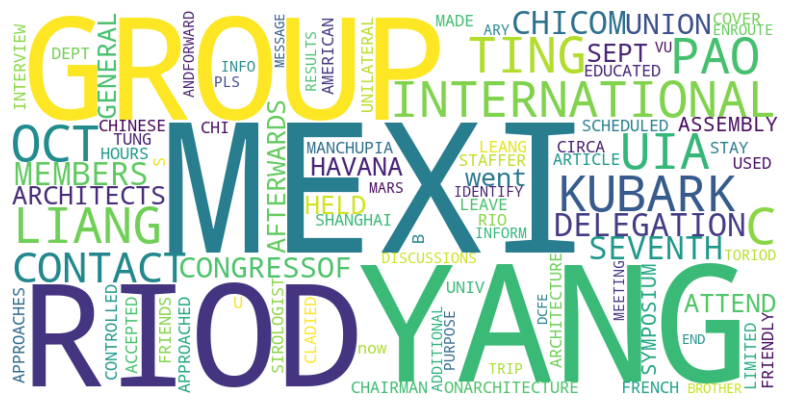 GROUP
MEXI
RIOD
YANG
INTERNATIONAL
CHICOM
UNION
COVER
ENROUTE
ARY
MADE
TING
SEPT
VU
PAO
EDUCATED
INTERVIEW
DEPT
GENERAL
ANDFORWARD
INFO
PLS
MESSAGE
RESULTS
AMERICAN
UNILATERAL
OCT
CHINESE
TUNG
HOURS
S
CHI
MEMBERS
ARCHITECTS
LIANG
CONTACT
AFTERWARDS
MANCHUPIA
HAVANA
MARS
HELD
SHANGHAI
LEANG
STAFFER
went
IDENTIFY
LEAVE
RIO
INFORM
B
DISCUSSIONS
SCHEDULED
ASSEMBLY
CIRCA
ARTICLE
UIA
STAY
USED
KUBARK
DELEGATION
C
SEVENTH
TORIOD
CONGRESSOF
APPROACHES
CONTROLLED
ACCEPTED
FRIENDS
APPROACHED
U
SIROLOGIST
CLADIED
now
CHAIRMAN
ADDITIONAL
PURPOSE
UNIV
ONARCHITECTURE
TRIP
DCFE
ARCHITECTURE
MEETING
FRENCH
SYMPOSIUM
ATTEND
END
BROTHER
LIMITED
FRIENDLY